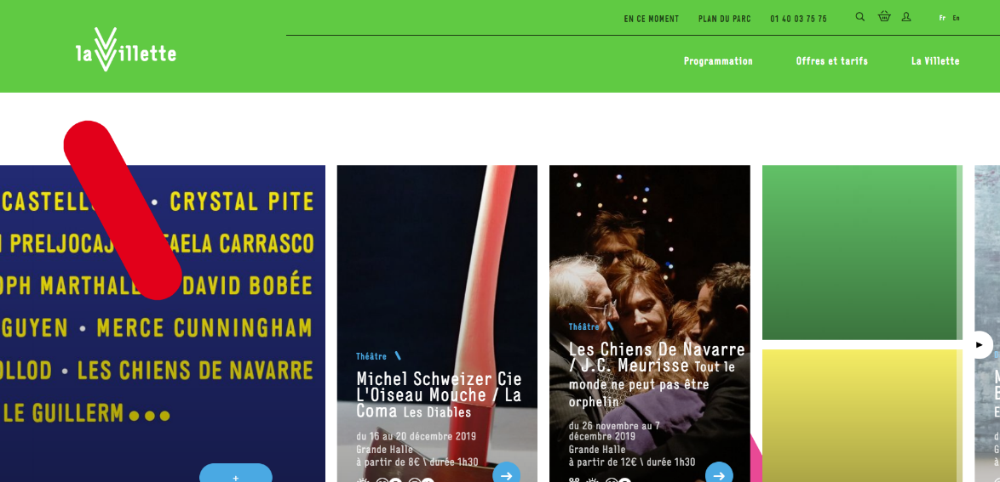 EN CE MOMENT PLAN DU PARC 01 40 03 75 75 Fr En
la Villette
Programmation Offres et tarifs La Villette
CASTELL • CRYSTAL PITE
PRELJOCAJ AELA CARRASCO
OPH MARTHALE DAVID BOBÉE
GUYEN • MERCE CUNNINGHAM
OLLOD • LES CHIENS DE NAVARRE
LE GUILLERM •••
+
Théâtre
Michel Schweizer Cie
L'Oiseau Mouche / La
Coma Les Diables
du 16 au 20 décembre 2019
Grande Halle
à partir de 8€ \ durée 1h30
Théâtre
Les Chiens De Navarre
/ J.C. Meurisse Tout le
monde ne peut pas être
orphelin
du 26 novembre au 7
décembre 2019
Grande Halle
à partir de 12€ \ durée 1h30